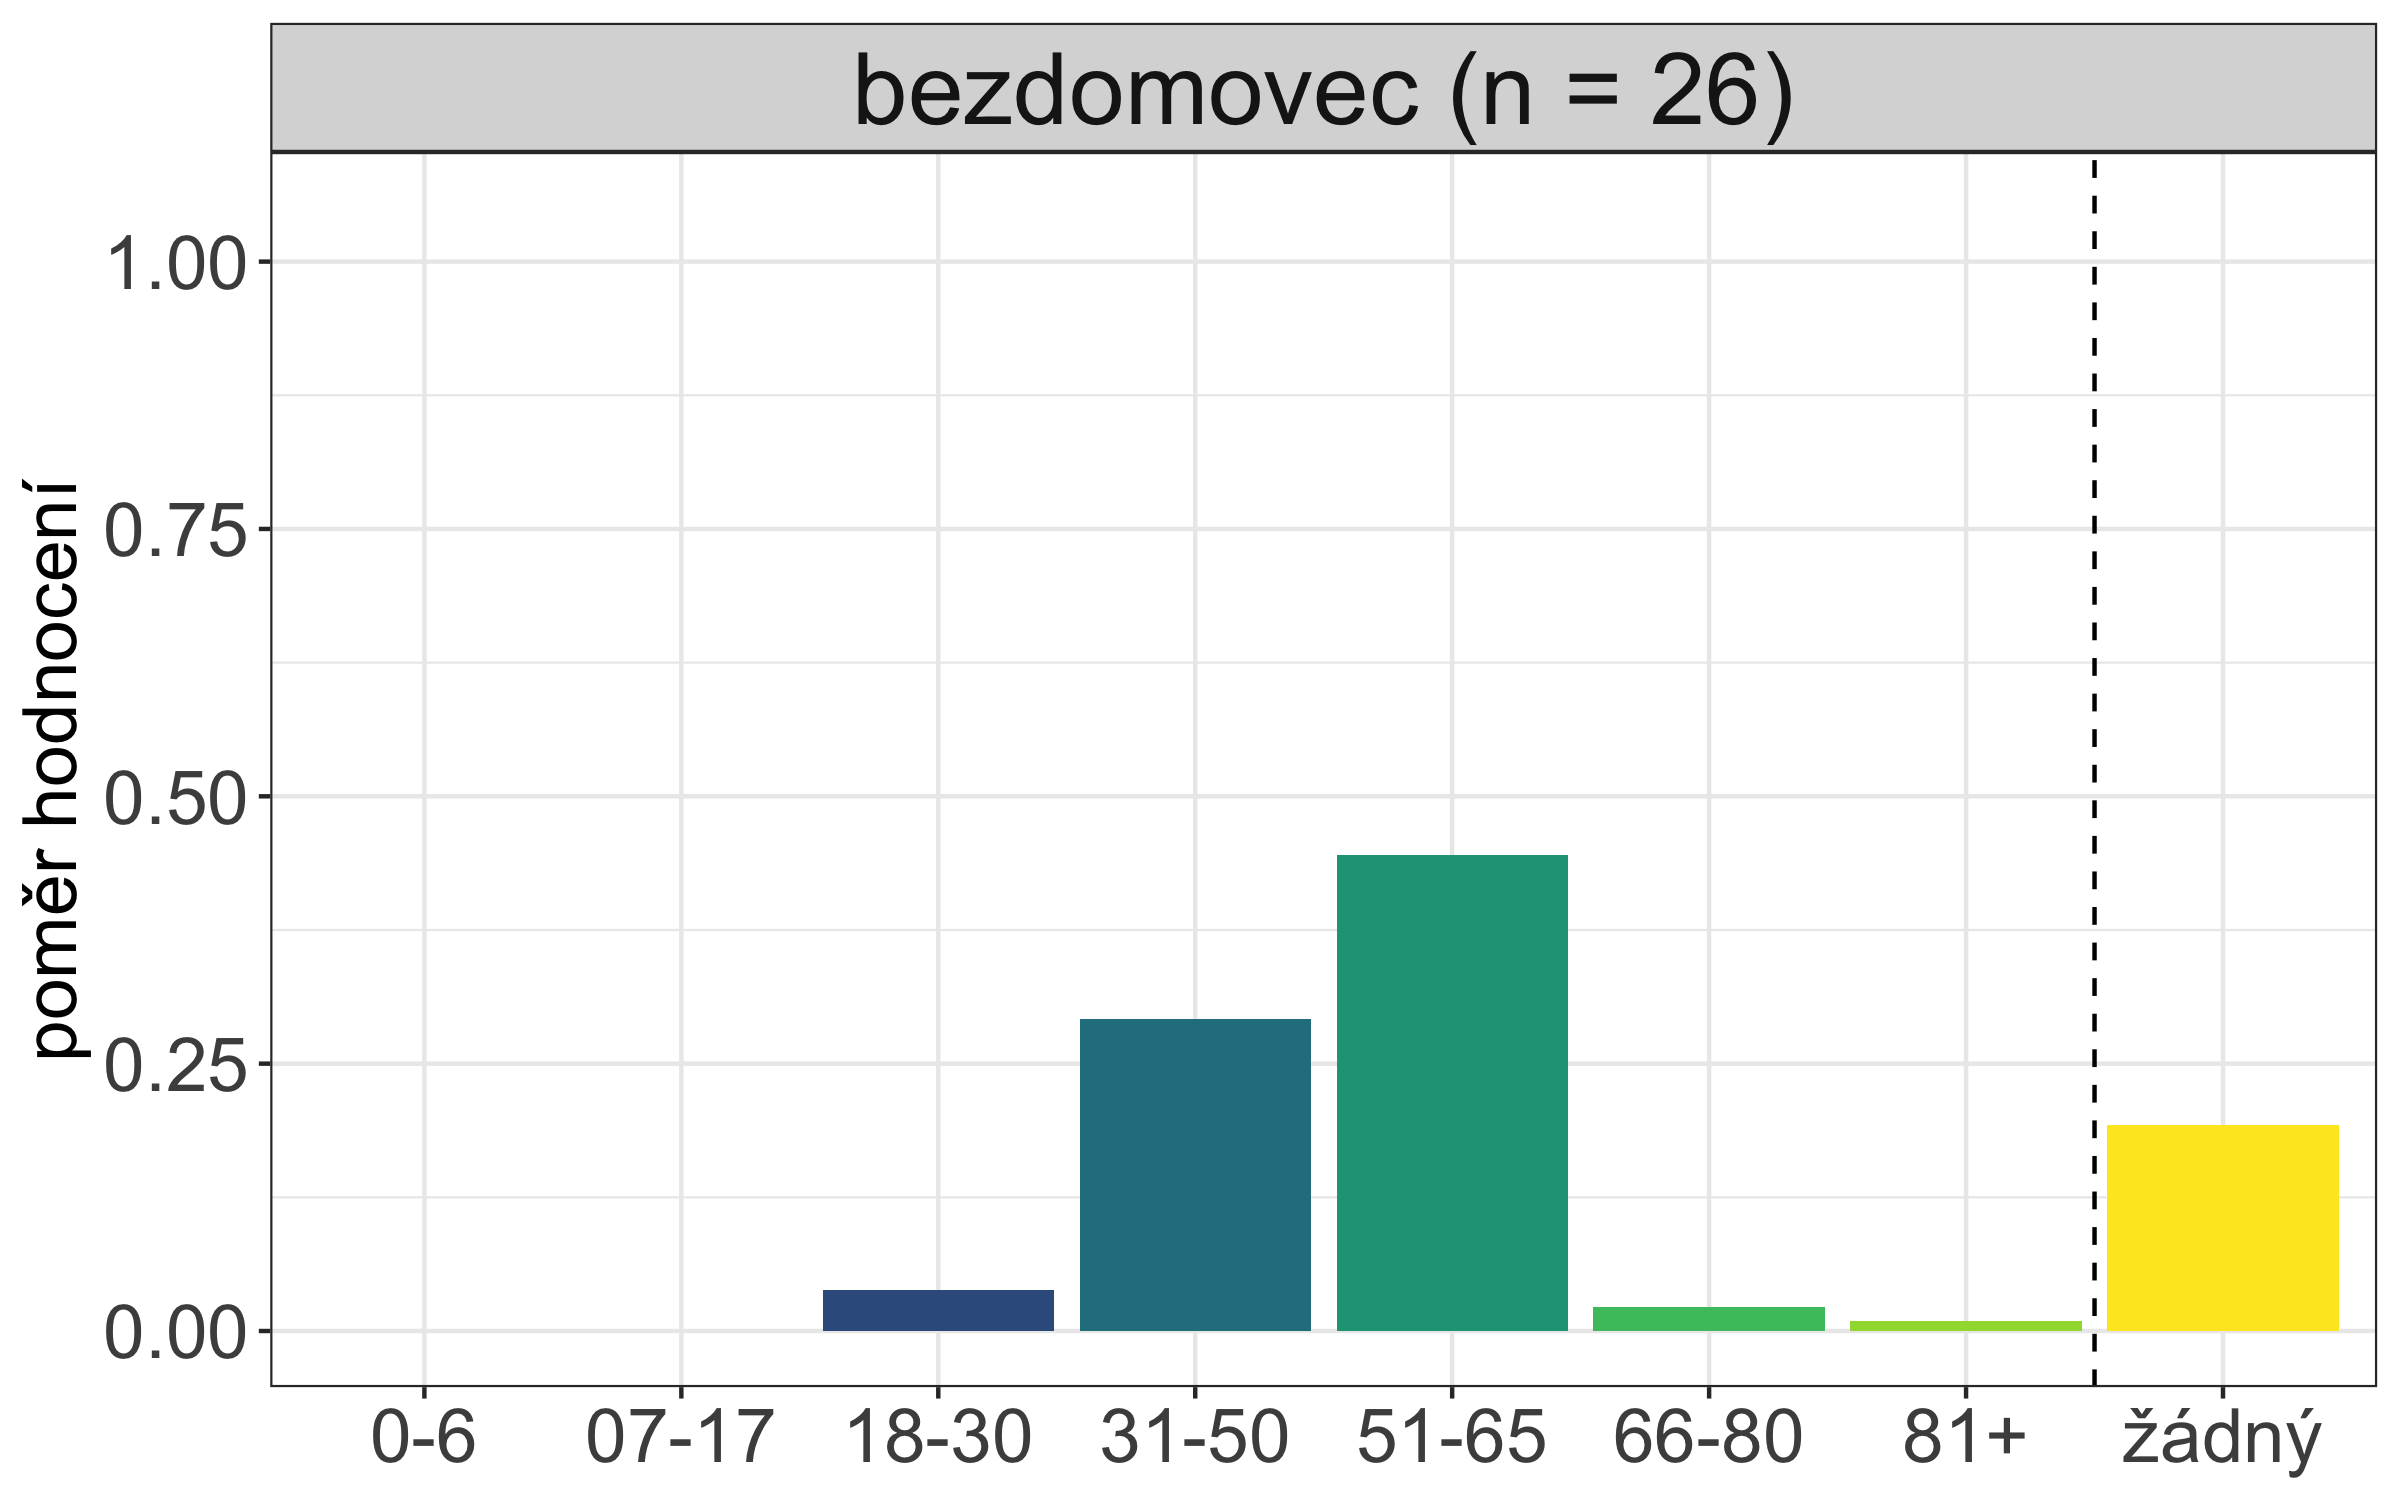 bezdomovec (n = 26)
poměr hodnocení
1.00
0.75
0.50
0.25
0.00
0-6 07-17 18-30 31-50 51-65 66-80 81+ žádný